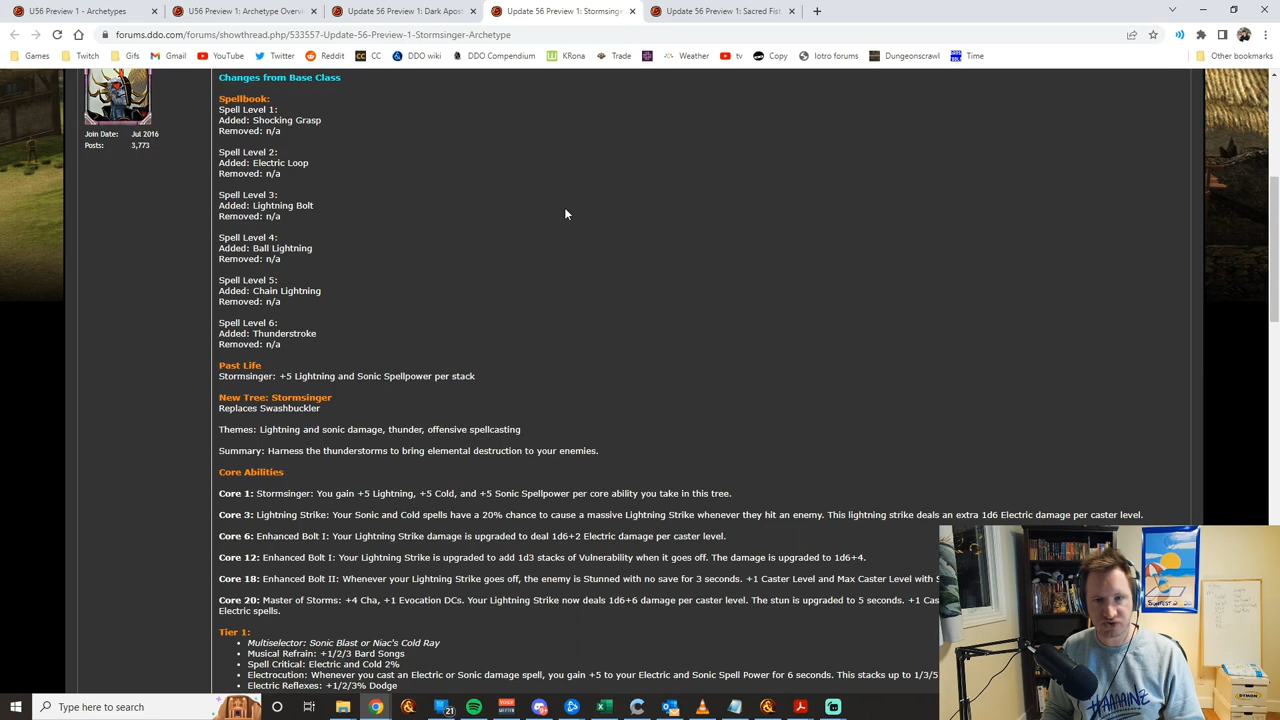 U56 Preview 1 - Archetypes
U56 Preview 1: Archetype Overvi
Update 56 Preview 1: Dark Apost
Update 56 Preview 1: Stormsing
Update 56 Preview 1: Sacred Fist
forums.ddo.com/forums/showthread.php/533557-Update-56-Preview-1-Stormsinger-Archetype
Games Twitch Gifs Gmail YouTube Twitter Reddit CC DDO wiki DDO Compendium KRona Trade Weather tv Copy Iotro forums Dungeonscrawl Time Other bookmarks
Changes from Base Class
Spellbook:
Spell Level 1:
Added: Shocking Grasp
Removed: n/a
Join Date: Jul 2016
Posts: 3,773
Spell Level 2:
Added: Electric Loop
Removed: n/a
Spell Level 3:
Added: Lightning Bolt
Removed: n/a
Spell Level 4:
Added: Ball Lightning
Removed: n/a
Spell Level 5:
Added: Chain Lightning
Removed: n/a
Spell Level 6:
Added: Thunderstroke
Removed: n/a
Past Life
Stormsinger: +5 Lightning and Sonic Spellpower per stack
New Tree: Stormsinger
Replaces Swashbuckler
Themes: Lightning and sonic damage, thunder, offensive spellcasting
Summary: Harness the thunderstorms to bring elemental destruction to your enemies.
Core Abilities
Core 1: Stormsinger: You gain +5 Lightning, +5 Cold, and +5 Sonic Spellpower per core ability you take in this tree.
Core 3: Lightning Strike: Your Sonic and Cold spells have a 20% chance to cause a massive Lightning Strike whenever they hit an enemy. This lightning strike deals an extra 1d6 Electric damage per caster level.
Core 6: Enhanced Bolt I: Your Lightning Strike damage is upgraded to deal 1d6+2 Electric damage per caster level.
Core 12: Enhanced Bolt I: Your Lightning Strike is upgraded to add 1d3 stacks of Vulnerability when it goes off. The damage is upgraded to 1d6+4.
Core 18: Enhanced Bolt II: Whenever your Lightning Strike goes off, the enemy is Stunned with no save for 3 seconds. +1 Caster Level and Max Caster Level with S
Core 20: Master of Storms: +4 Cha, +1 Evocation DCs. Your Lightning Strike now deals 1d6+6 damage per caster level. The stun is upgraded to 5 seconds. +1 Cas
Electric spells.
Tier 1:
Multiselector: Sonic Blast or Niac's Cold Ray
Musical Refrain: +1/2/3 Bard Songs
Spell Critical: Electric and Cold 2%
Electrocution: Whenever you cast an Electric or Sonic damage spell, you gain +5 to your Electric and Sonic Spell Power for 6 seconds. This stacks up to 1/3/5
Electric Reflexes: +1/2/3% Dodge
Type here to search
21